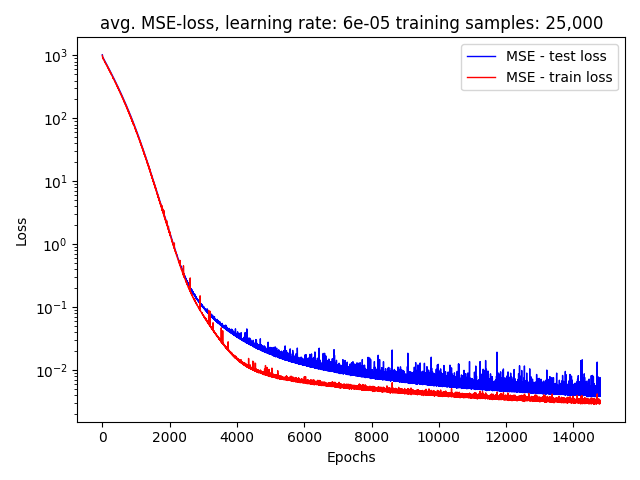 avg. MSE-loss, learning rate: 6e-05 training samples: 25,000
MSE - test loss
MSE - train loss
Loss
10³
10²
10¹
10⁰
10⁻¹
10⁻²
0 2000 4000 6000 8000 10000 12000 14000
Epochs